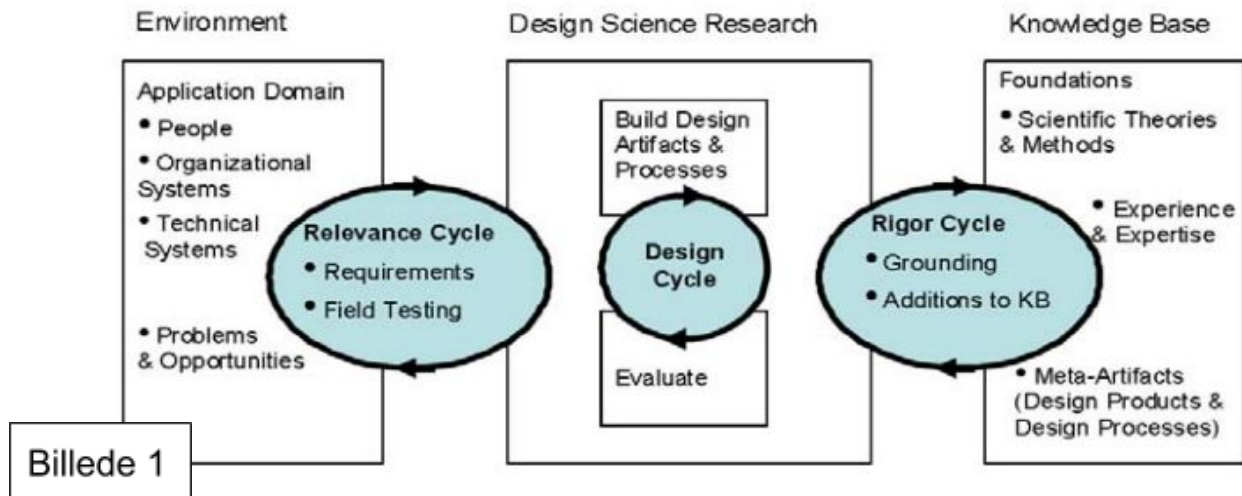 Environment
Design Science Research
Knowledge Base
Application Domain
• People
• Organizational
Systems
• Technical
Systems
• Problems
& Opportunities
Relevance Cycle
• Requirements
• Field Testing
Build Design
Artifacts &
Processes
Design
Cycle
Evaluate
Rigor Cycle
• Grounding
• Additions to KB
Foundations
• Scientific Theories
& Methods
• Experience
& Expertise
• Meta-Artifacts
(Design Products &
Design Processes)
Billede 1